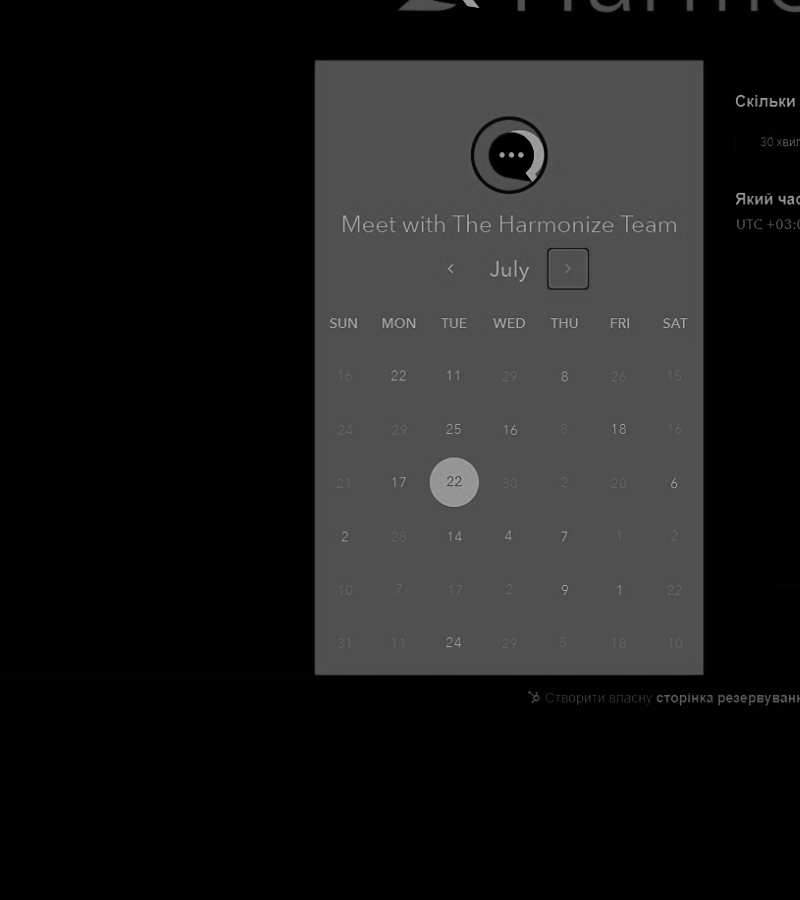 Harmo
Meet with The Harmonize Team
July
SUN MON TUE WED THU FRI SAT
16 22 11 29 8 26 15
24 29 25 16 8 18 16
21 17 22 30 2 20 6
2 28 14 4 7 1 2
10 7 17 2 9 1 22
31 11 24 29 5 18 10
Скільки
30 хвил
Який час
UTC +03:0
Створити власну сторінка резервуванн